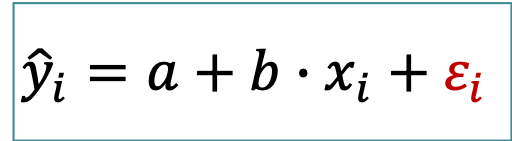 ŷᵢ = a + b · xᵢ + εᵢ